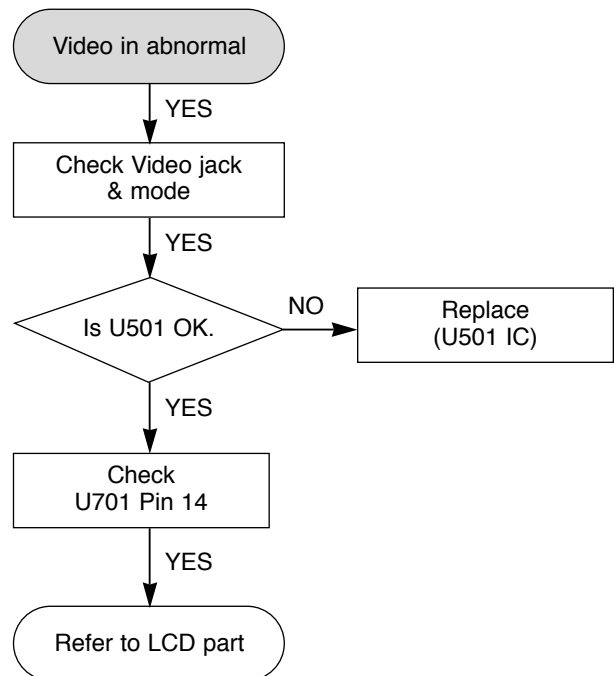 Video in abnormal
YES
Check Video jack
& mode
YES
Is U501 OK.
NO
Replace
(U501 IC)
YES
Check
U701 Pin 14
YES
Refer to LCD part